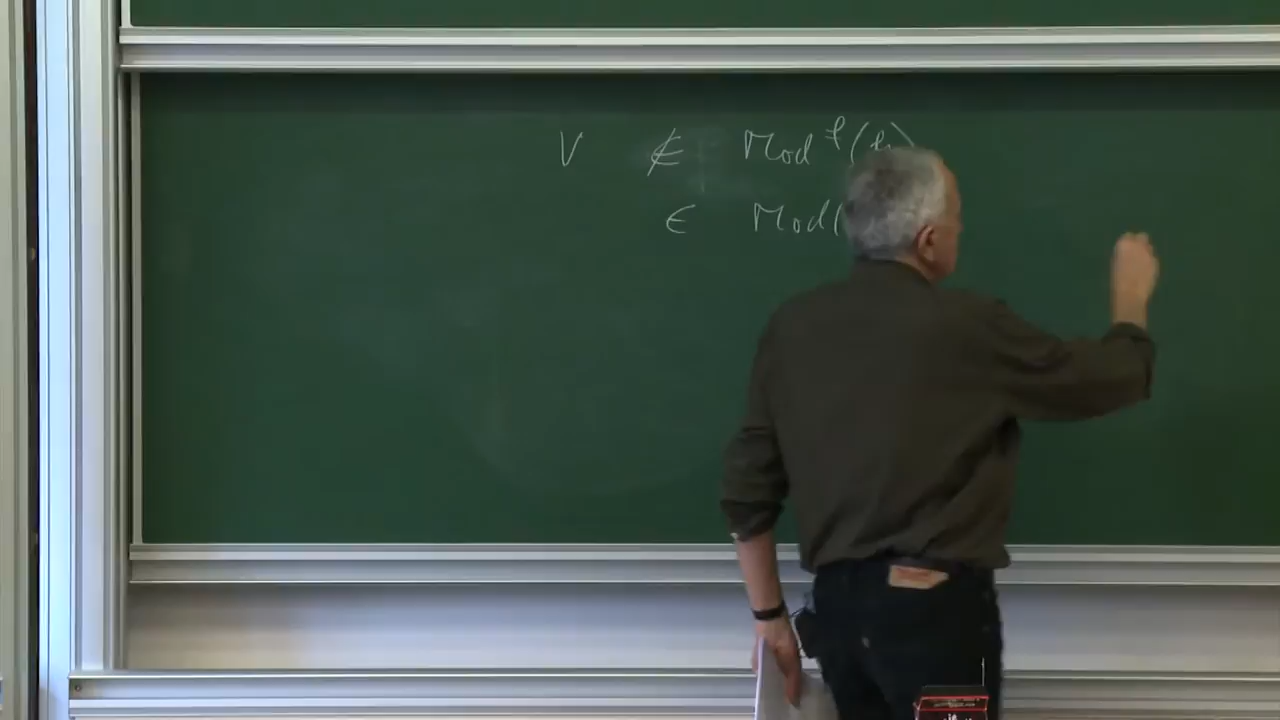 V ∉ Mod^f(k)
∈ Mod(